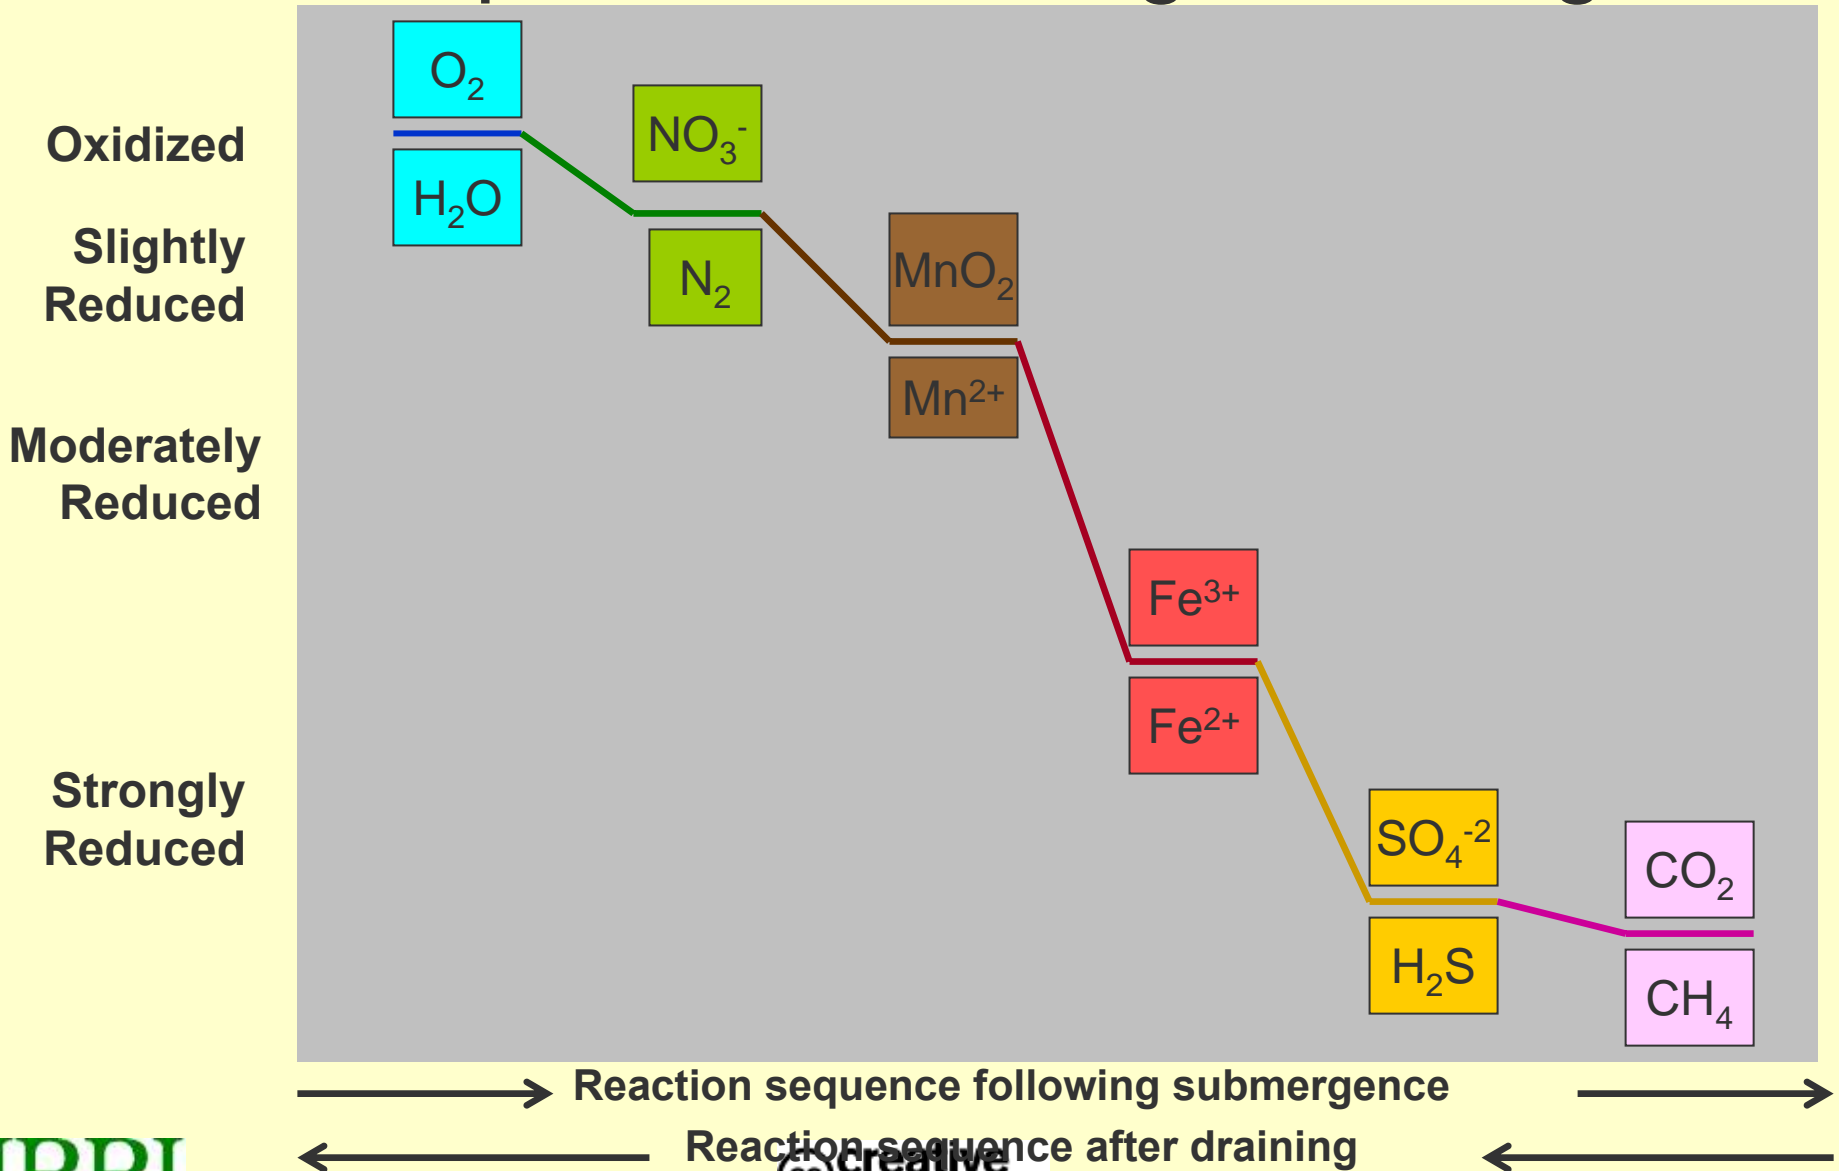 O₂
NO₃⁻
Oxidized
H₂O
Slightly
Reduced
N₂
MnO₂
Mn²⁺
Moderately
Reduced
Fe³⁺
Fe²⁺
Strongly
Reduced
SO₄⁻²
CO₂
H₂S
CH₄
Reaction sequence following submergence
Reaction sequence after draining
creative